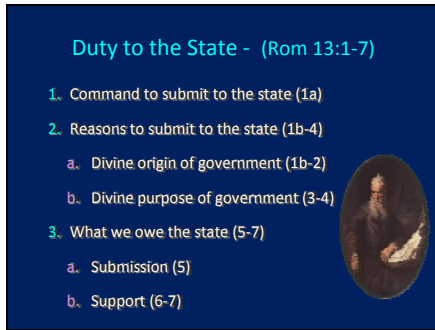 Duty to the State - (Rom 13:1-7)
1. Command to submit to the state (1a)
2. Reasons to submit to the state (1b-4)
a. Divine origin of government (1b-2)
b. Divine purpose of government (3-4)
3. What we owe the state (5-7)
a. Submission (5)
b. Support (6-7)